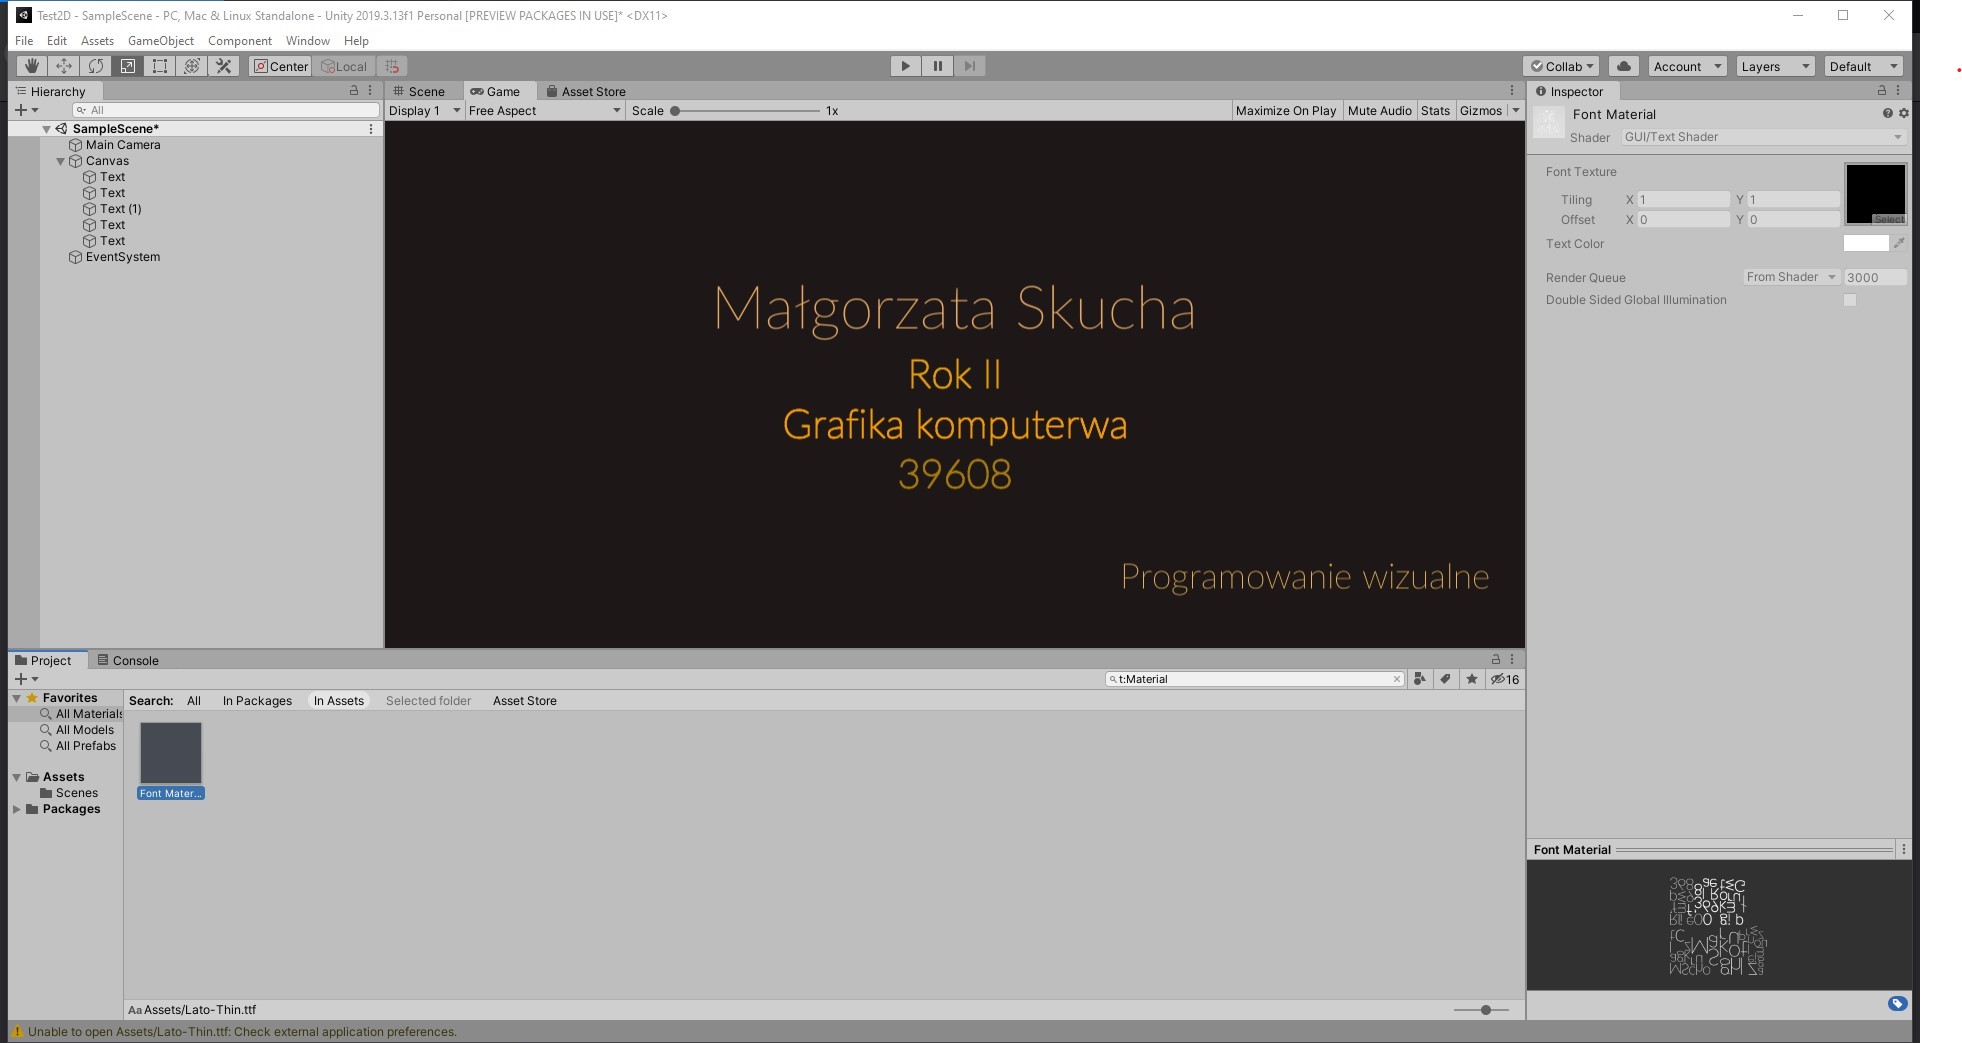 Test2D - SampleScene - PC, Mac & Linux Standalone - Unity 2019.3.13f1 Personal [PREVIEW PACKAGES IN USE]* <DX11>
File Edit Assets GameObject Component Window Help
Center Local Collab Account Layers Default
Hierarchy
All
SampleScene*
Main Camera
Canvas
Text
Text
Text (1)
Text
Text
EventSystem
Scene Game Asset Store
Display 1 Free Aspect Scale 1x Maximize On Play Mute Audio Stats Gizmos
Małgorzata Skucha
Rok II
Grafika komputerwa
39608
Programowanie wizualne
Inspector
Font Material
Shader GUI/Text Shader
Font Texture
Tiling X 1 Y 1
Offset X 0 Y 0
Select
Text Color
Render Queue From Shader 3000
Double Sided Global Illumination
Project Console
t:Material 16
Favorites
All Materials
All Models
All Prefabs
Assets
Scenes
Packages
Search: All In Packages In Assets Selected folder Asset Store
Font Mater...
Aa Assets/Lato-Thin.ttf
Font Material
Unable to open Assets/Lato-Thin.ttf: Check external application preferences.